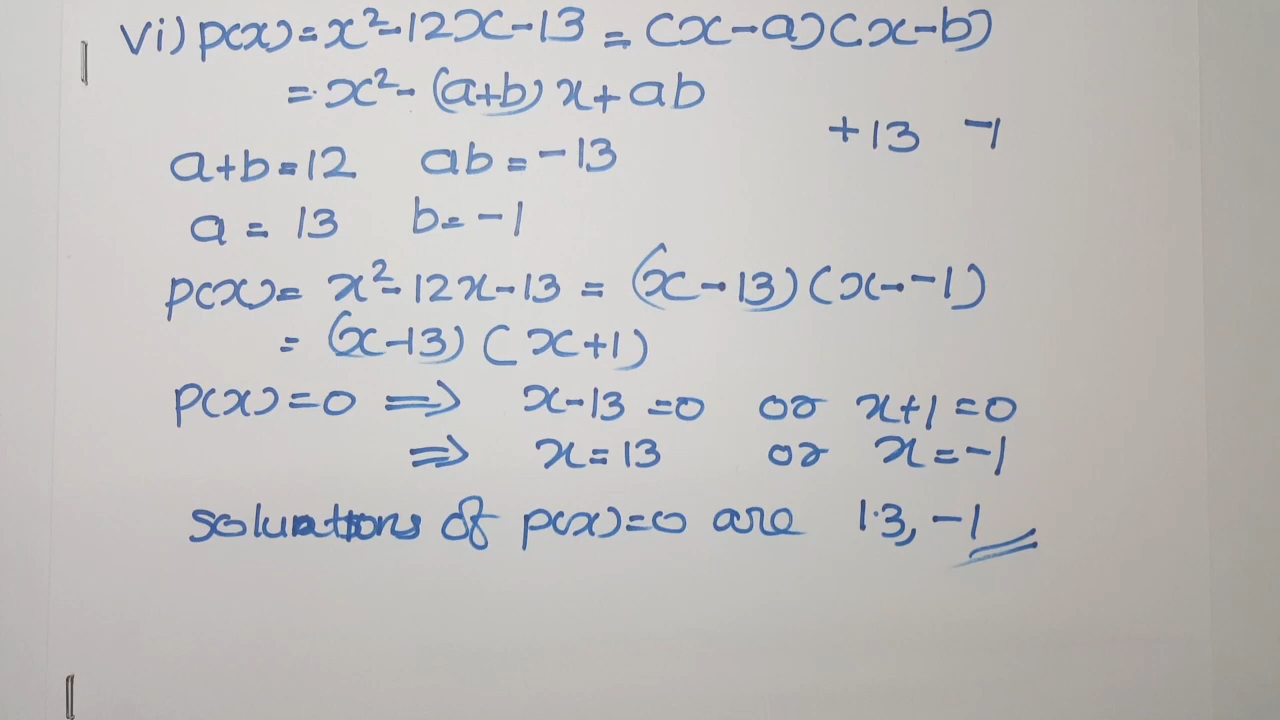 vi) p(x) = x² - 12x - 13 = (x - a)(x - b)
= x² - (a+b) x + ab
+13 -1
a+b = 12 ab = -13
a = 13 b = -1
p(x) = x² - 12x - 13 = (x - 13) (x - -1)
= (x - 13) (x + 1)
p(x) = 0 ⟹ x - 13 = 0 or x + 1 = 0
⟹ x = 13 or x = -1
solutions of p(x) = 0 are 13, -1